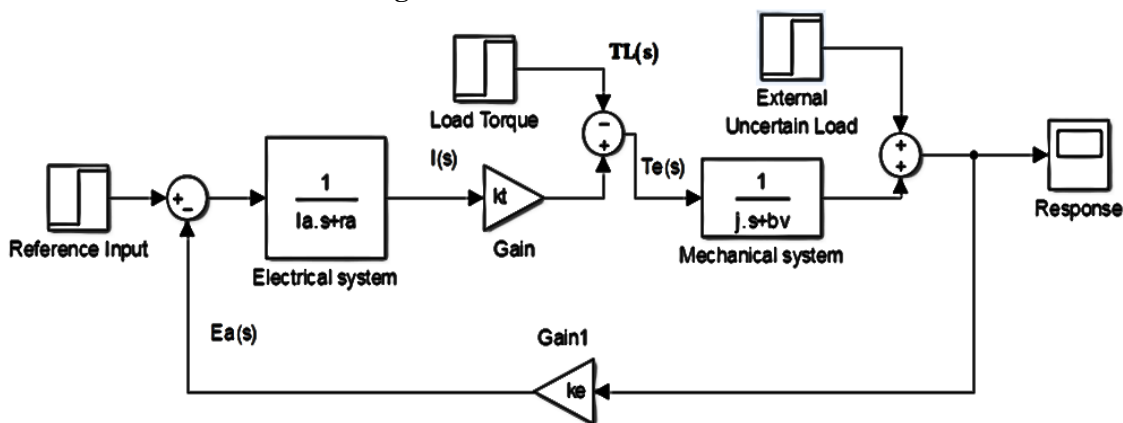 TL(s)
Load Torque
External
Uncertain Load
I(s)
Te(s)
1
la.s+ra
kt
1
j.s+bv
Reference Input
Electrical system
Gain
Mechanical system
Response
Ea(s)
Gain1
ke